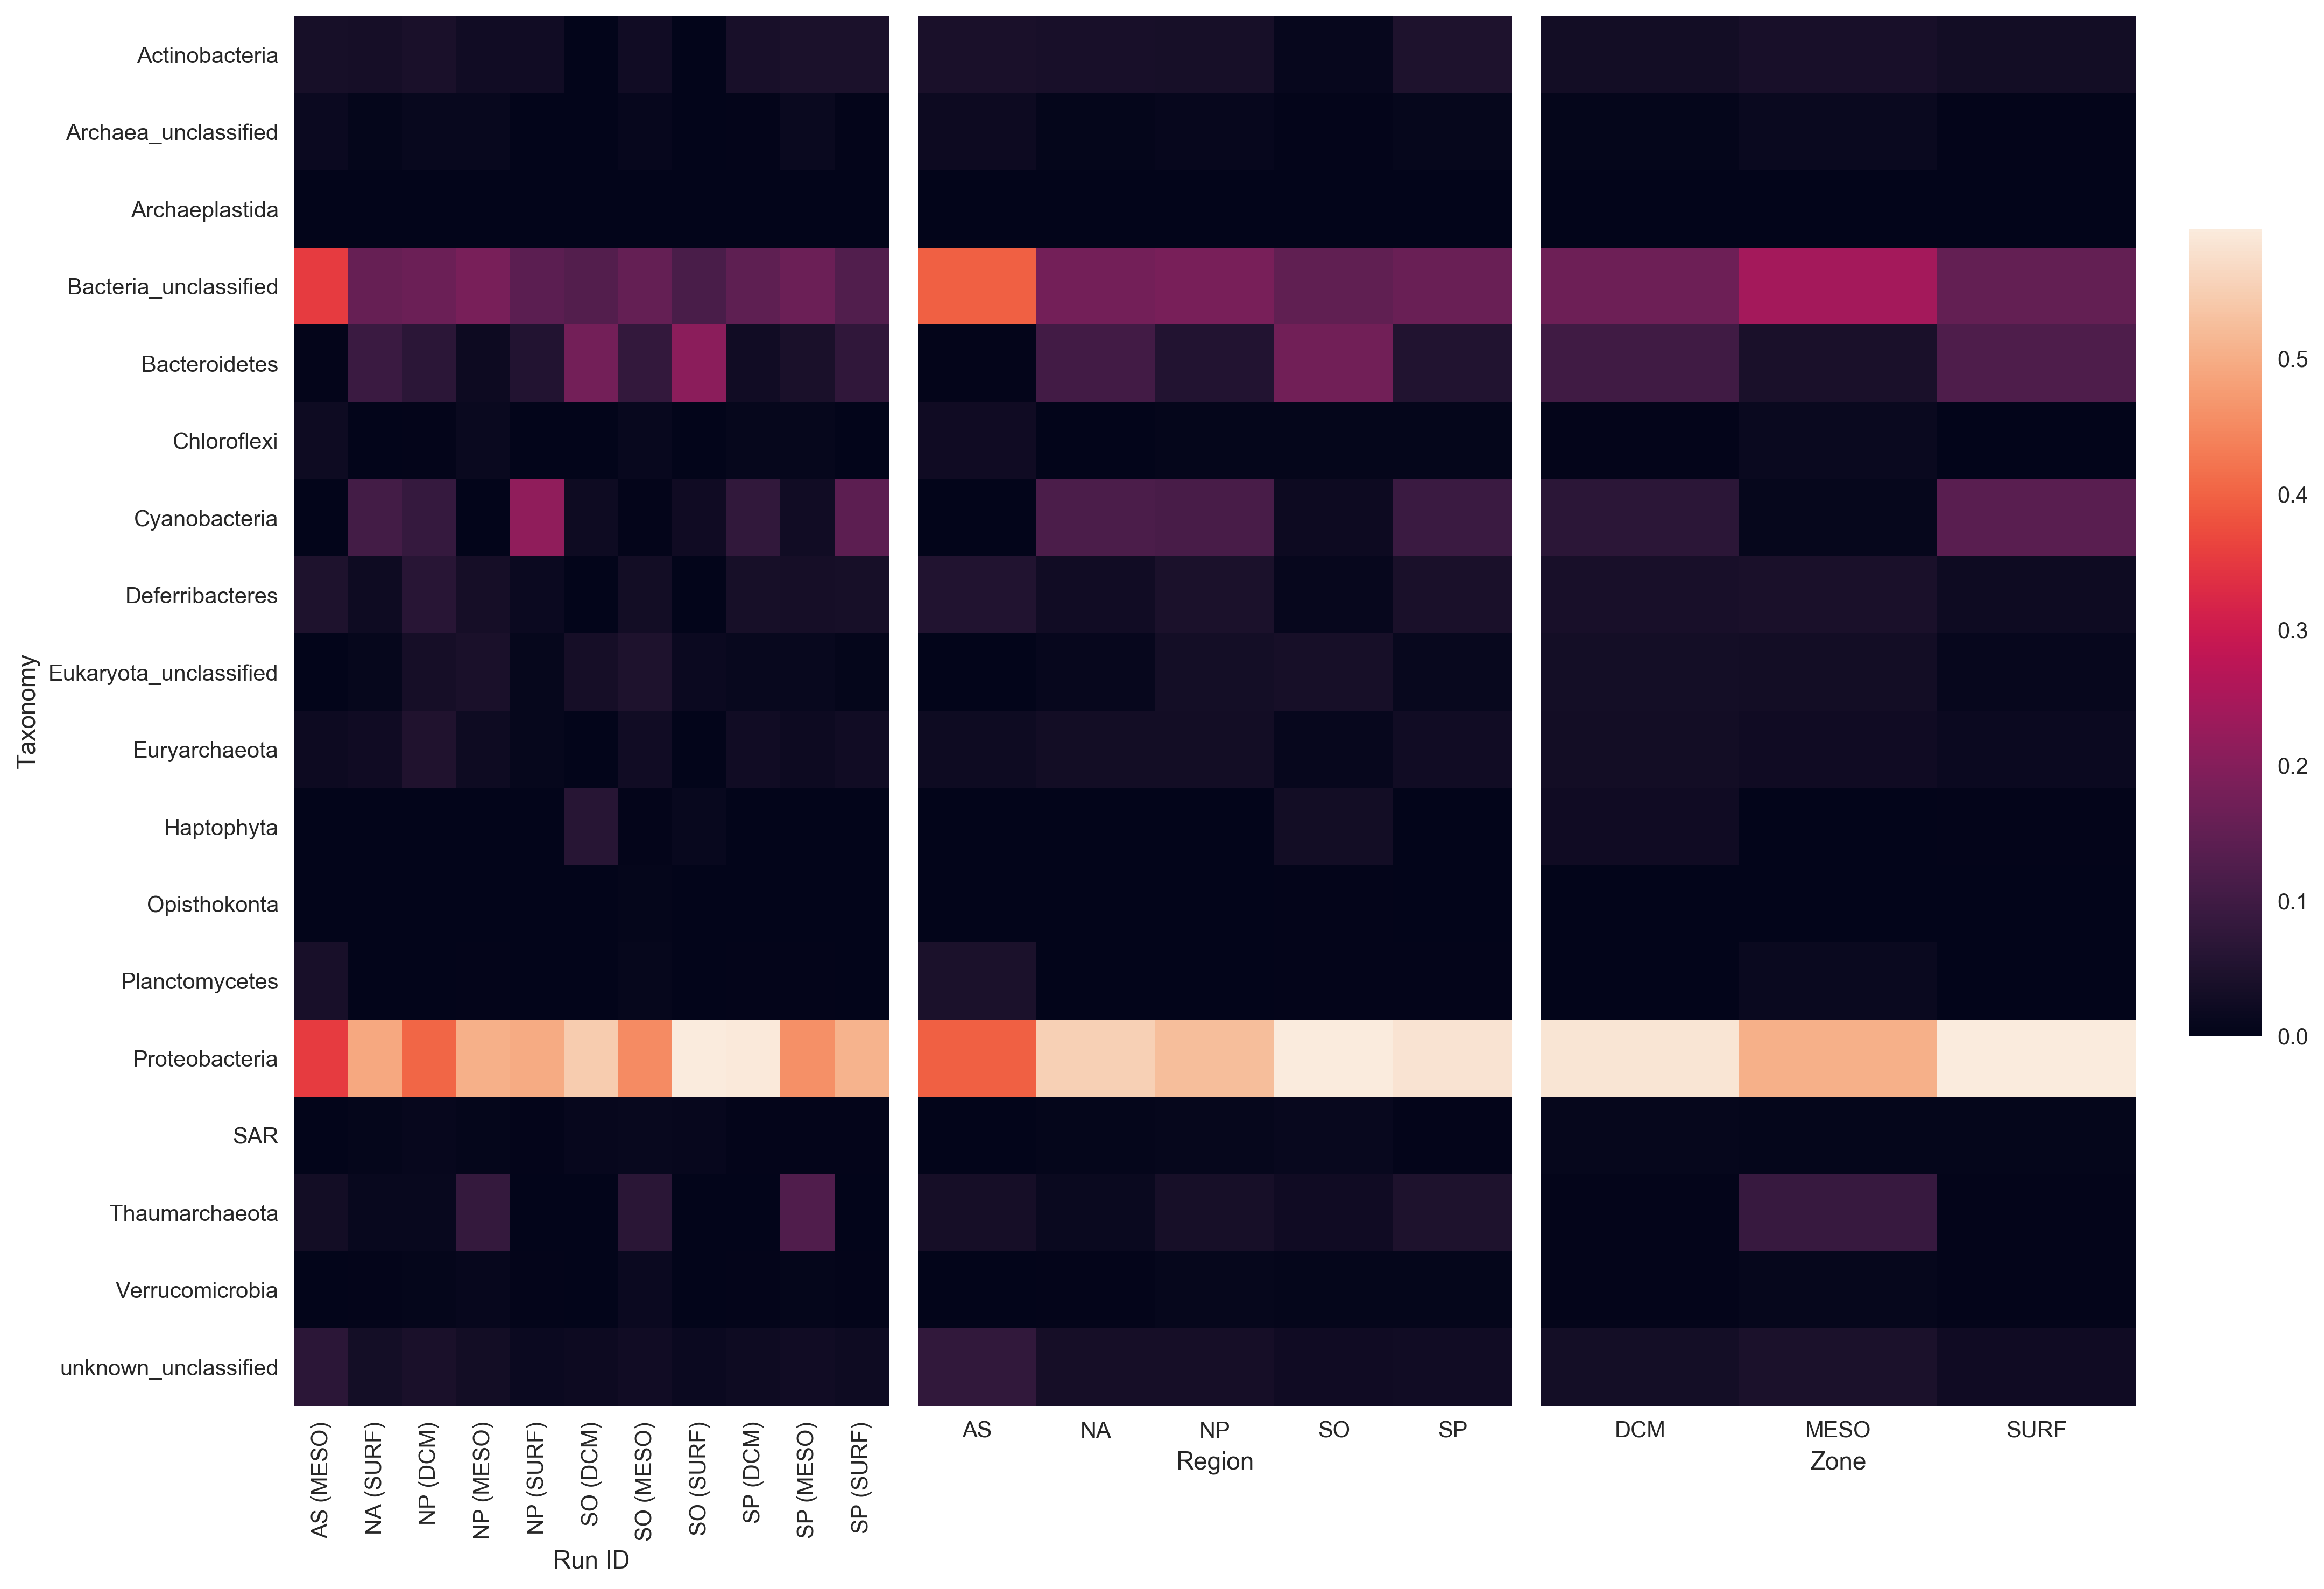 Taxonomy
Actinobacteria
Archaea_unclassified
Archaeplastida
Bacteria_unclassified
Bacteroidetes
Chloroflexi
Cyanobacteria
Deferribacteres
Eukaryota_unclassified
Euryarchaeota
Haptophyta
Opisthokonta
Planctomycetes
Proteobacteria
SAR
Thaumarchaeota
Verrucomicrobia
unknown_unclassified
AS (MESO)
NA (SURF)
NP (DCM)
NP (MESO)
NP (SURF)
SO (DCM)
SO (MESO)
SO (SURF)
SP (DCM)
SP (MESO)
SP (SURF)
Run ID
AS NA NP SO SP
Region
DCM MESO SURF
Zone
0.5
0.4
0.3
0.2
0.1
0.0